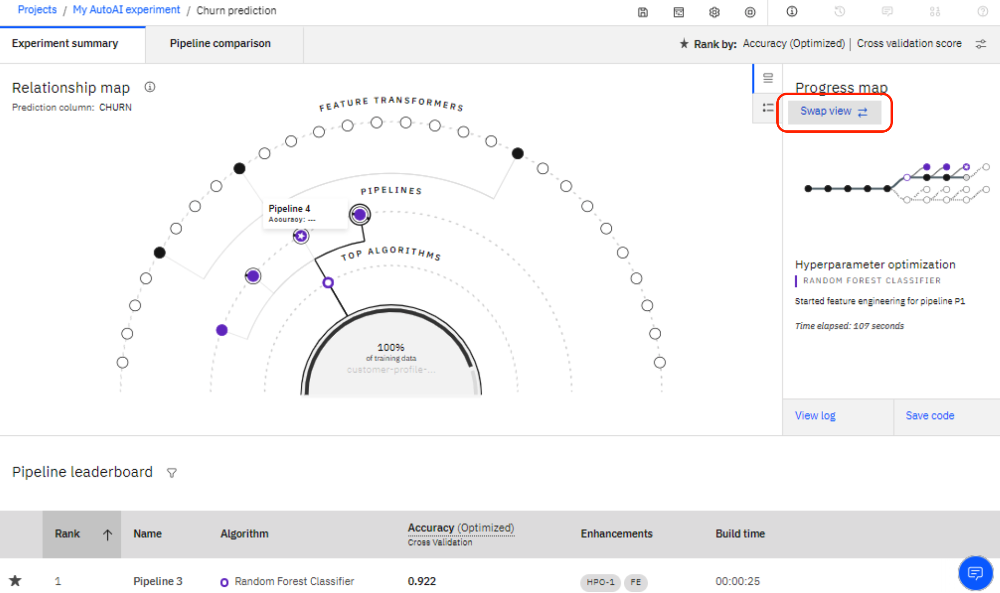 Projects / My AutoAI experiment / Churn prediction
Experiment summary
Pipeline comparison
Rank by: Accuracy (Optimized) | Cross validation score
Relationship map
Prediction column: CHURN
FEATURE TRANSFORMERS
PIPELINES
Pipeline 4
Accuracy: ---
TOP ALGORITHMS
100%
of training data
customer-profile-...
Progress map
Swap view
Hyperparameter optimization
RANDOM FOREST CLASSIFIER
Started feature engineering for pipeline P1
Time elapsed: 107 seconds
View log
Save code
Pipeline leaderboard
Rank
Name
Algorithm
Accuracy (Optimized)
Cross Validation
Enhancements
Build time
1
Pipeline 3
Random Forest Classifier
0.922
HPO-1
FE
00:00:25